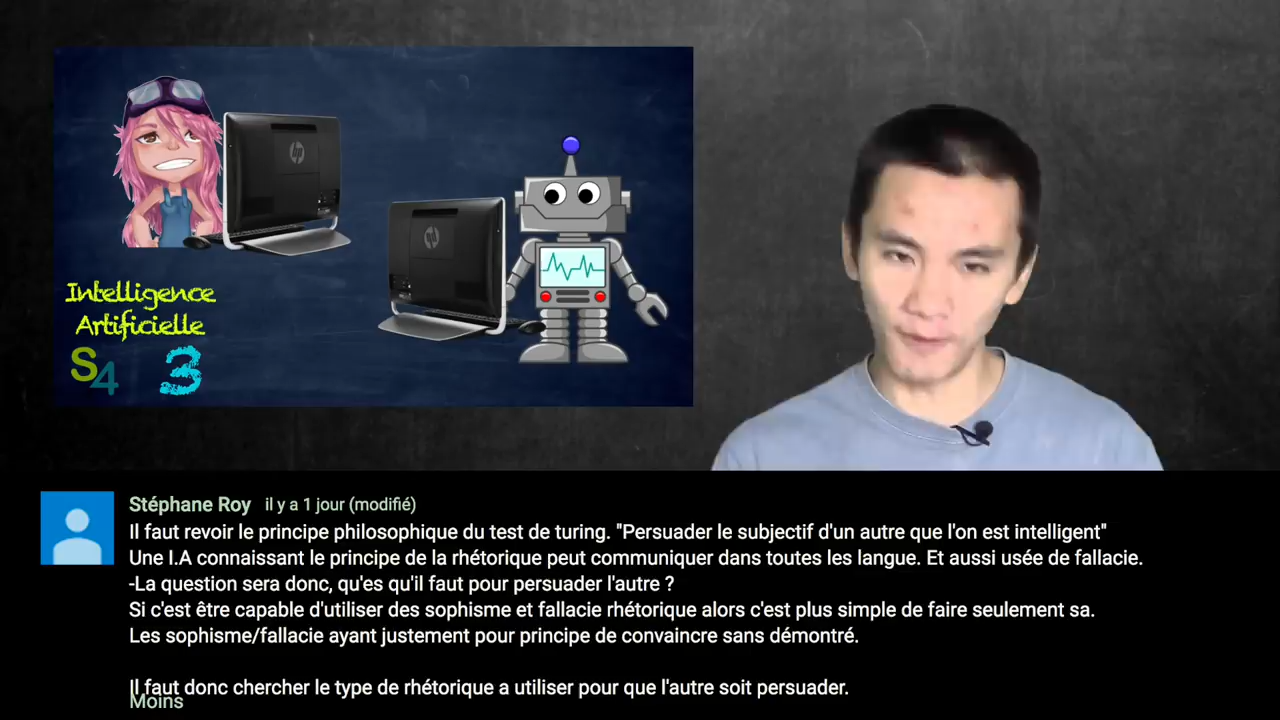 Intelligence
Artificielle
S4 3
hp
hp
Stéphane Roy il y a 1 jour (modifié)
Il faut revoir le principe philosophique du test de turing. "Persuader le subjectif d'un autre que l'on est intelligent"
Une I.A connaissant le principe de la rhétorique peut communiquer dans toutes les langue. Et aussi usée de fallacie.
-La question sera donc, qu'es qu'il faut pour persuader l'autre ?
Si c'est être capable d'utiliser des sophisme et fallacie rhétorique alors c'est plus simple de faire seulement sa.
Les sophisme/fallacie ayant justement pour principe de convaincre sans démontré.
Il faut donc chercher le type de rhétorique a utiliser pour que l'autre soit persuader.
Moins